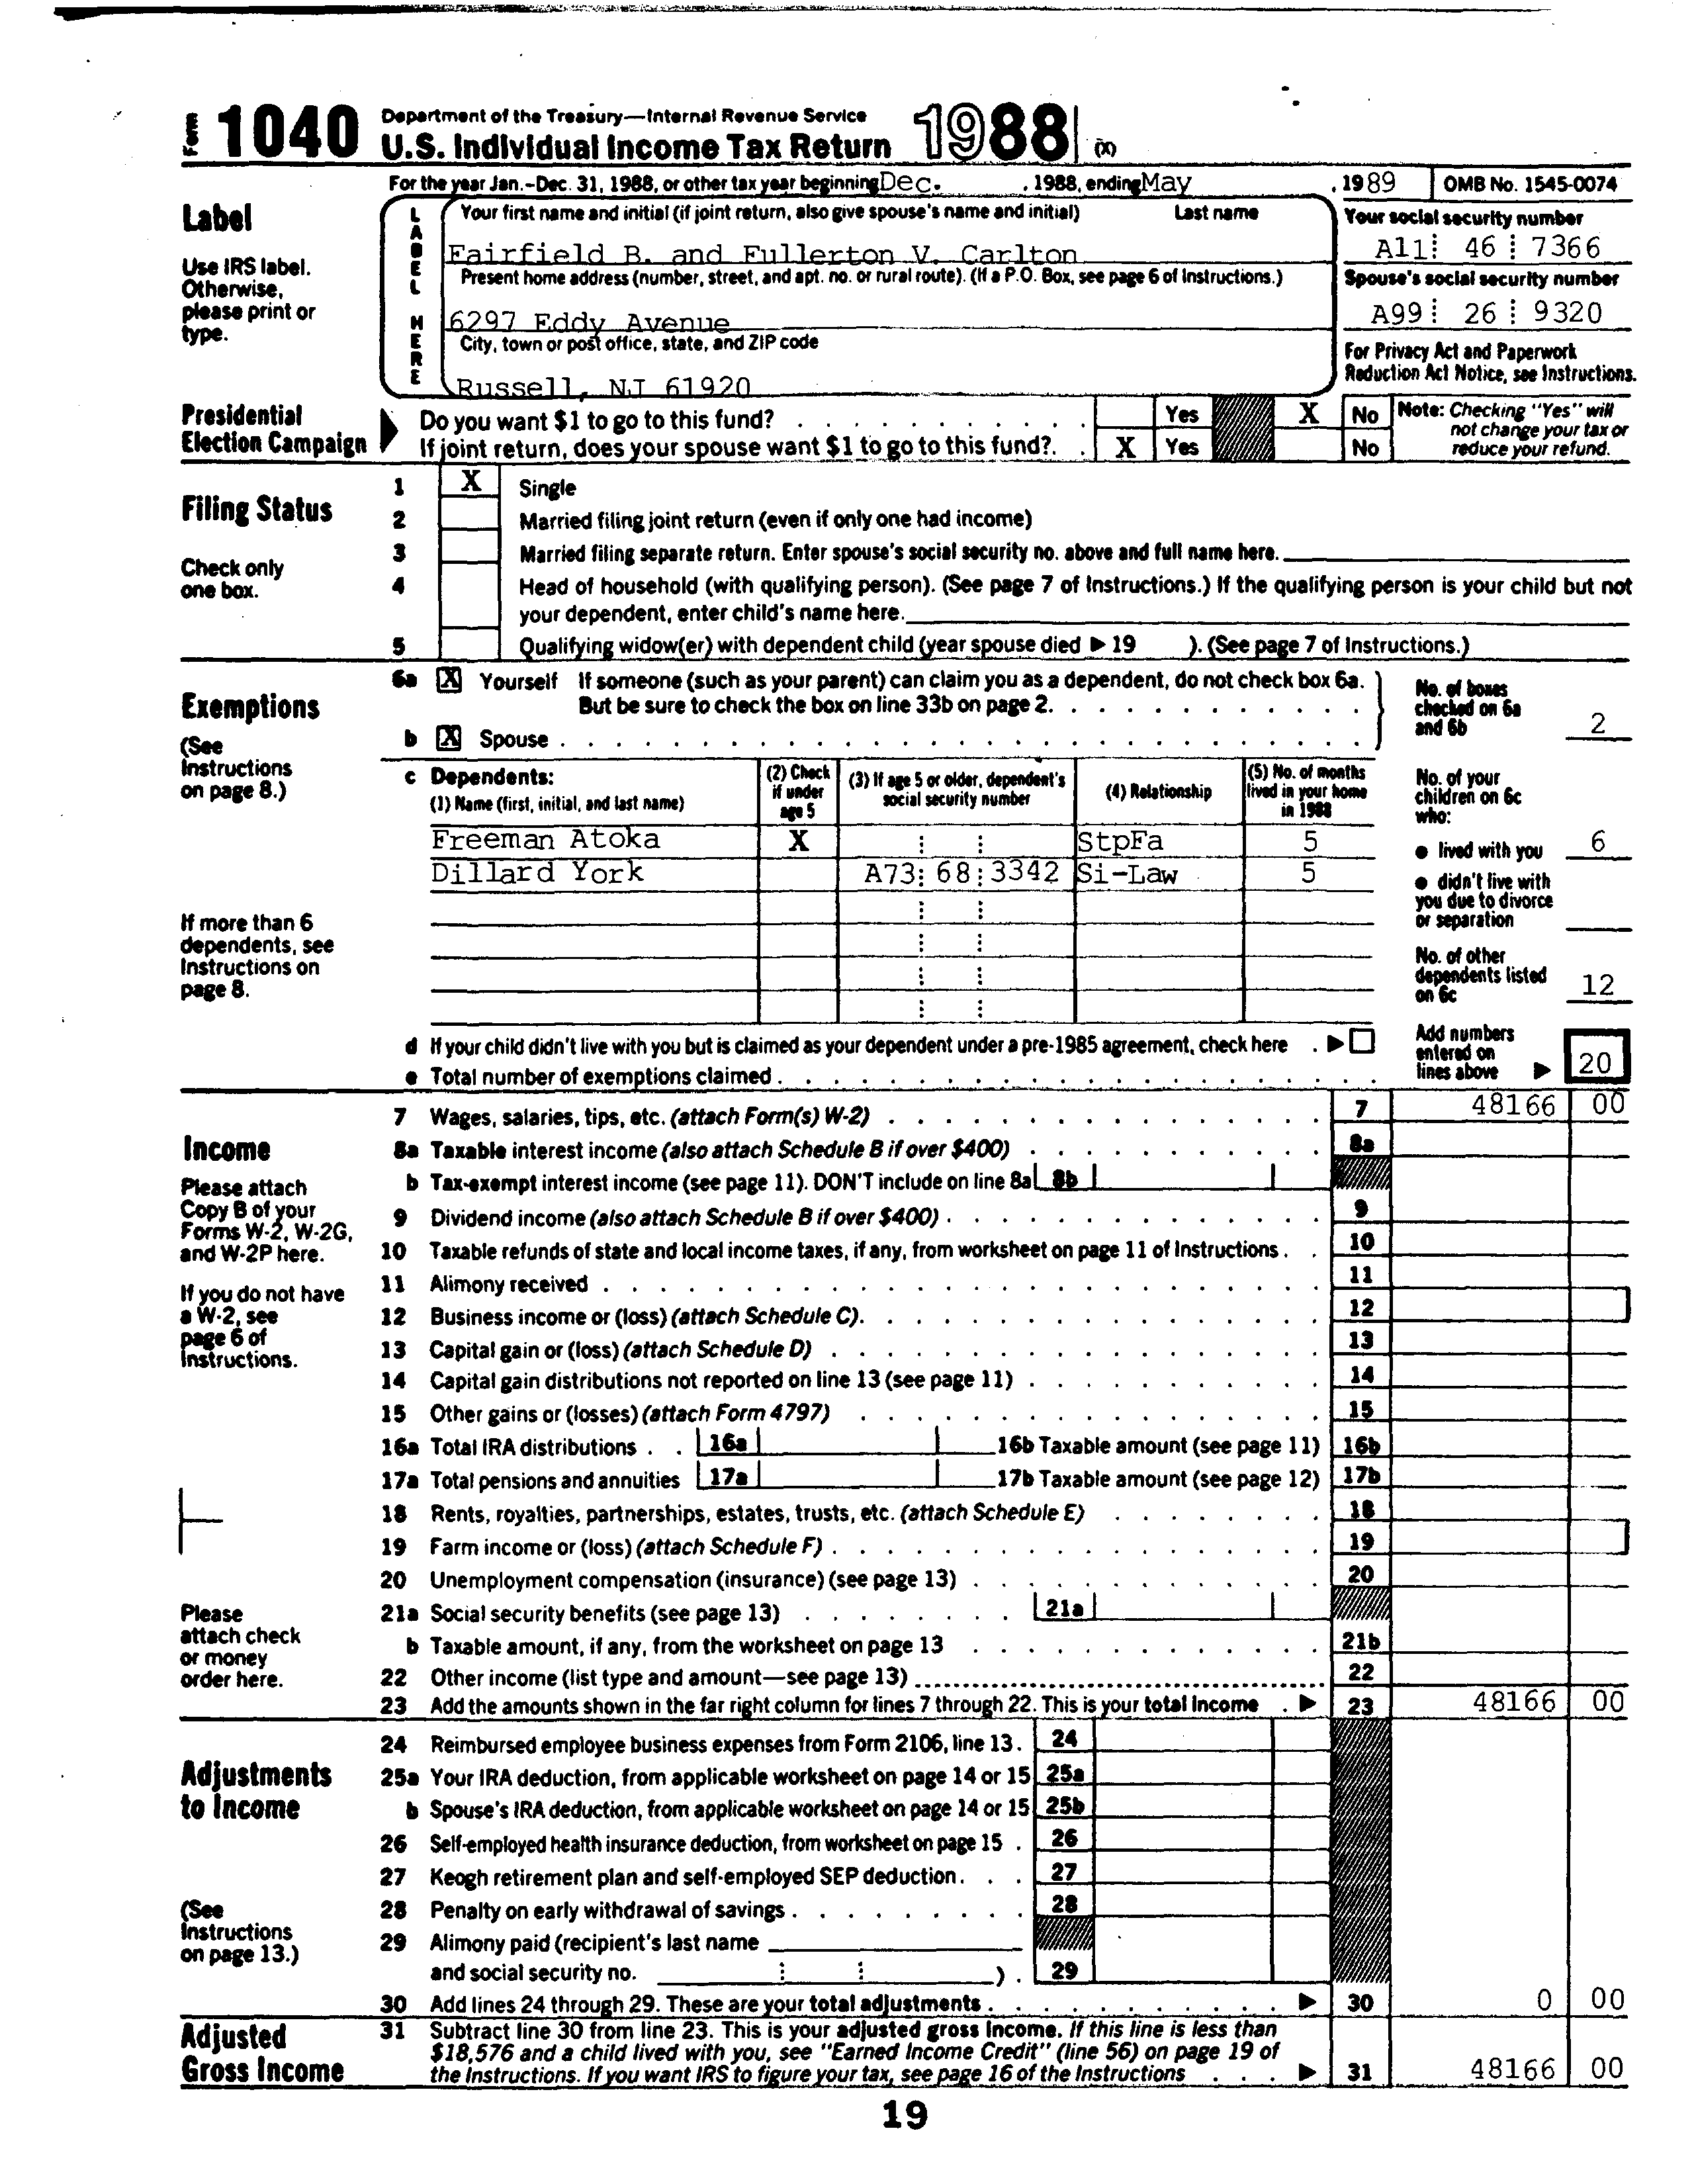 Form 1040 Department of the Treasury—Internal Revenue Service
U.S. Individual Income Tax Return 1988 (X)
For the year Jan.-Dec. 31, 1988, or other tax year beginning Dec. , 1988, ending May , 1989 OMB No. 1545-0074
Label
Use IRS label.
Otherwise,
please print or
type.
LABEL HERE
Your first name and initial (if joint return, also give spouse's name and initial) Last name
Fairfield B. and Fullerton V. Carlton
Present home address (number, street, and apt. no. or rural route). (If a P.O. Box, see page 6 of Instructions.)
6297 Eddy Avenue
City, town or post office, state, and ZIP code
Russell, NJ 61920
Your social security number
A11 46 7366
Spouse's social security number
A99 26 9320
For Privacy Act and Paperwork
Reduction Act Notice, see Instructions.
Presidential
Election Campaign
Do you want $1 to go to this fund? Yes X No
If joint return, does your spouse want $1 to go to this fund?. X Yes No
Note: Checking "Yes" will
not change your tax or
reduce your refund.
Filing Status
Check only
one box.
1 X Single
2 Married filing joint return (even if only one had income)
3 Married filing separate return. Enter spouse's social security no. above and full name here.
4 Head of household (with qualifying person). (See page 7 of Instructions.) If the qualifying person is your child but not
your dependent, enter child's name here.
5 Qualifying widow(er) with dependent child (year spouse died ▶ 19 ). (See page 7 of Instructions.)
Exemptions
(See
Instructions
on page 8.)
If more than 6
dependents, see
Instructions on
page 8.
6a X Yourself If someone (such as your parent) can claim you as a dependent, do not check box 6a.
But be sure to check the box on line 33b on page 2.
b X Spouse
No. of boxes
checked on 6a
and 6b 2
c Dependents:
(1) Name (first, initial, and last name)
(2) Check
if under
age 5
(3) If age 5 or older, dependent's
social security number
(4) Relationship
(5) No. of months
lived in your home
in 1988
Freeman Atoka X StpFa 5
Dillard York A73 68 3342 Si-Law 5
No. of your
children on 6c
who:
● lived with you 6
● didn't live with
you due to divorce
or separation
No. of other
dependents listed
on 6c 12
d If your child didn't live with you but is claimed as your dependent under a pre-1985 agreement, check here . ▶
e Total number of exemptions claimed
Add numbers
entered on
lines above ▶ 20
Income
Please attach
Copy B of your
Forms W-2, W-2G,
and W-2P here.
If you do not have
a W-2, see
page 6 of
Instructions.
Please
attach check
or money
order here.
7 Wages, salaries, tips, etc. (attach Form(s) W-2) 7 48166 00
8a Taxable interest income (also attach Schedule B if over $400) 8a
b Tax-exempt interest income (see page 11). DON'T include on line 8a 8b
9 Dividend income (also attach Schedule B if over $400) 9
10 Taxable refunds of state and local income taxes, if any, from worksheet on page 11 of Instructions 10
11 Alimony received 11
12 Business income or (loss) (attach Schedule C) 12
13 Capital gain or (loss) (attach Schedule D) 13
14 Capital gain distributions not reported on line 13 (see page 11) 14
15 Other gains or (losses) (attach Form 4797) 15
16a Total IRA distributions 16a 16b Taxable amount (see page 11) 16b
17a Total pensions and annuities 17a 17b Taxable amount (see page 12) 17b
18 Rents, royalties, partnerships, estates, trusts, etc. (attach Schedule E) 18
19 Farm income or (loss) (attach Schedule F) 19
20 Unemployment compensation (insurance) (see page 13) 20
21a Social security benefits (see page 13) 21a
b Taxable amount, if any, from the worksheet on page 13 21b
22 Other income (list type and amount—see page 13) 22
23 Add the amounts shown in the far right column for lines 7 through 22. This is your total income ▶ 23 48166 00
Adjustments
to Income
(See
Instructions
on page 13.)
24 Reimbursed employee business expenses from Form 2106, line 13 24
25a Your IRA deduction, from applicable worksheet on page 14 or 15 25a
b Spouse's IRA deduction, from applicable worksheet on page 14 or 15 25b
26 Self-employed health insurance deduction, from worksheet on page 15 26
27 Keogh retirement plan and self-employed SEP deduction 27
28 Penalty on early withdrawal of savings 28
29 Alimony paid (recipient's last name
and social security no. ) . 29
30 Add lines 24 through 29. These are your total adjustments ▶ 30 0 00
Adjusted
Gross Income
31 Subtract line 30 from line 23. This is your adjusted gross income. If this line is less than
$18,576 and a child lived with you, see "Earned Income Credit" (line 56) on page 19 of
the Instructions. If you want IRS to figure your tax, see page 16 of the Instructions ▶ 31 48166 00
19